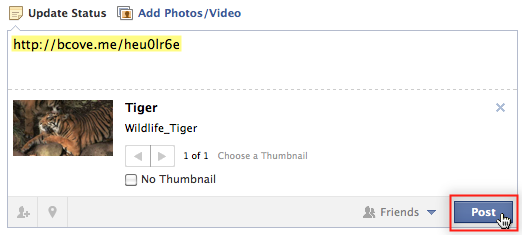 Update Status Add Photos/Video
http://bcove.me/heu0lr6e
Tiger
Wildlife_Tiger
1 of 1 Choose a Thumbnail
No Thumbnail
Friends Post